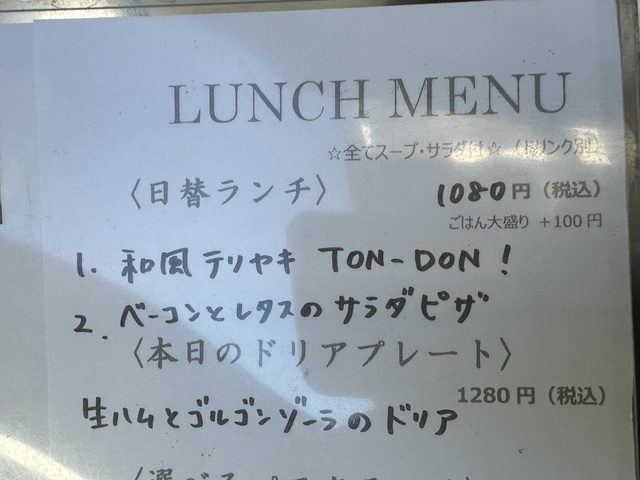 LUNCH MENU
☆全てスープ・サラダ付☆ （ドリンク別）
〈日替ランチ〉 1080円（税込）
ごはん大盛り +100円
1. 和風テリヤキ TON-DON！
2. ベーコンとレタスのサラダピザ
〈本日のドリアプレート〉
1280円（税込）
生ハムとゴルゴンゾーラのドリア